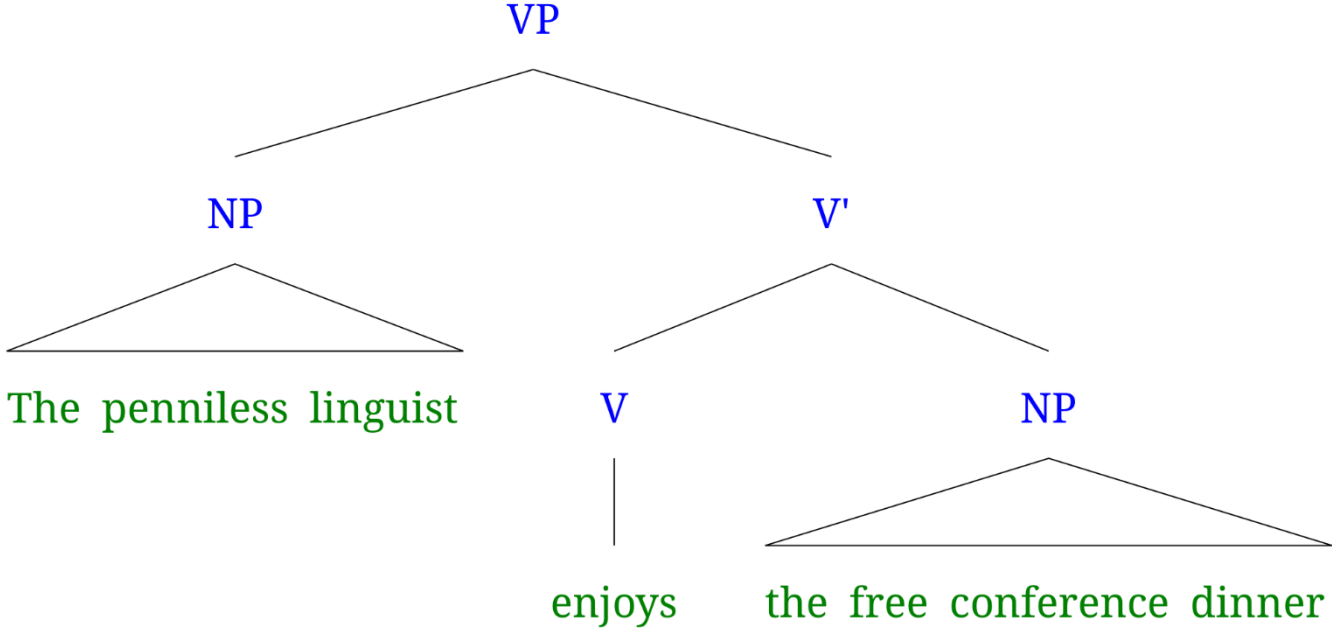 VP
NP V'
The penniless linguist V NP
enjoys the free conference dinner